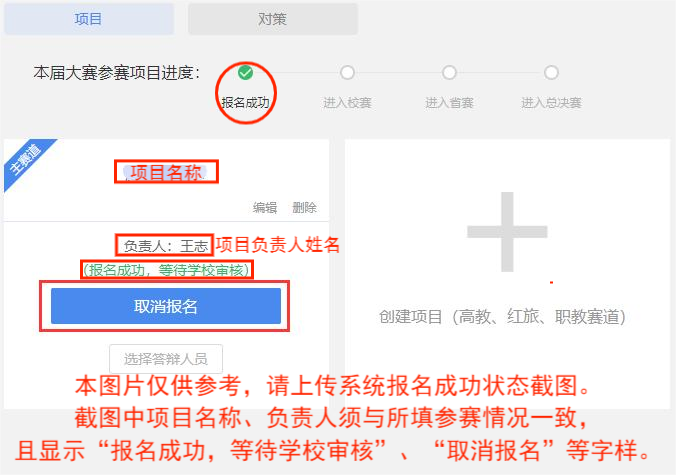 项目
对策
本届大赛参赛项目进度：
报名成功
进入校赛
进入省赛
进入总决赛
主赛道
项目名称
编辑 删除
负责人：王志
项目负责人姓名
（报名成功，等待学校审核）
取消报名
选择答辩人员
创建项目（高教、红旅、职教赛道）
本图片仅供参考，请上传系统报名成功状态截图。
截图中项目名称、负责人须与所填参赛情况一致，
且显示“报名成功，等待学校审核”、“取消报名”等字样。